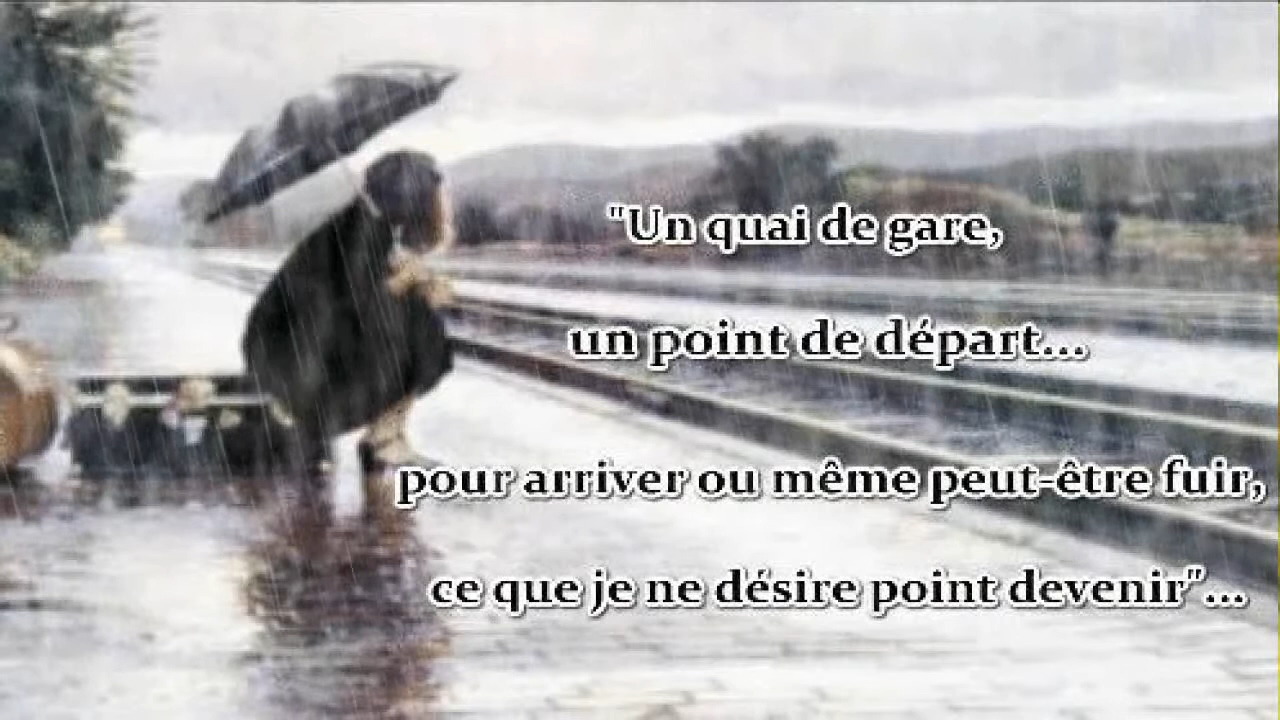 "Un quai de gare,
un point de départ...
pour arriver ou même peut-être fuir,
ce que je ne désire point devenir"...